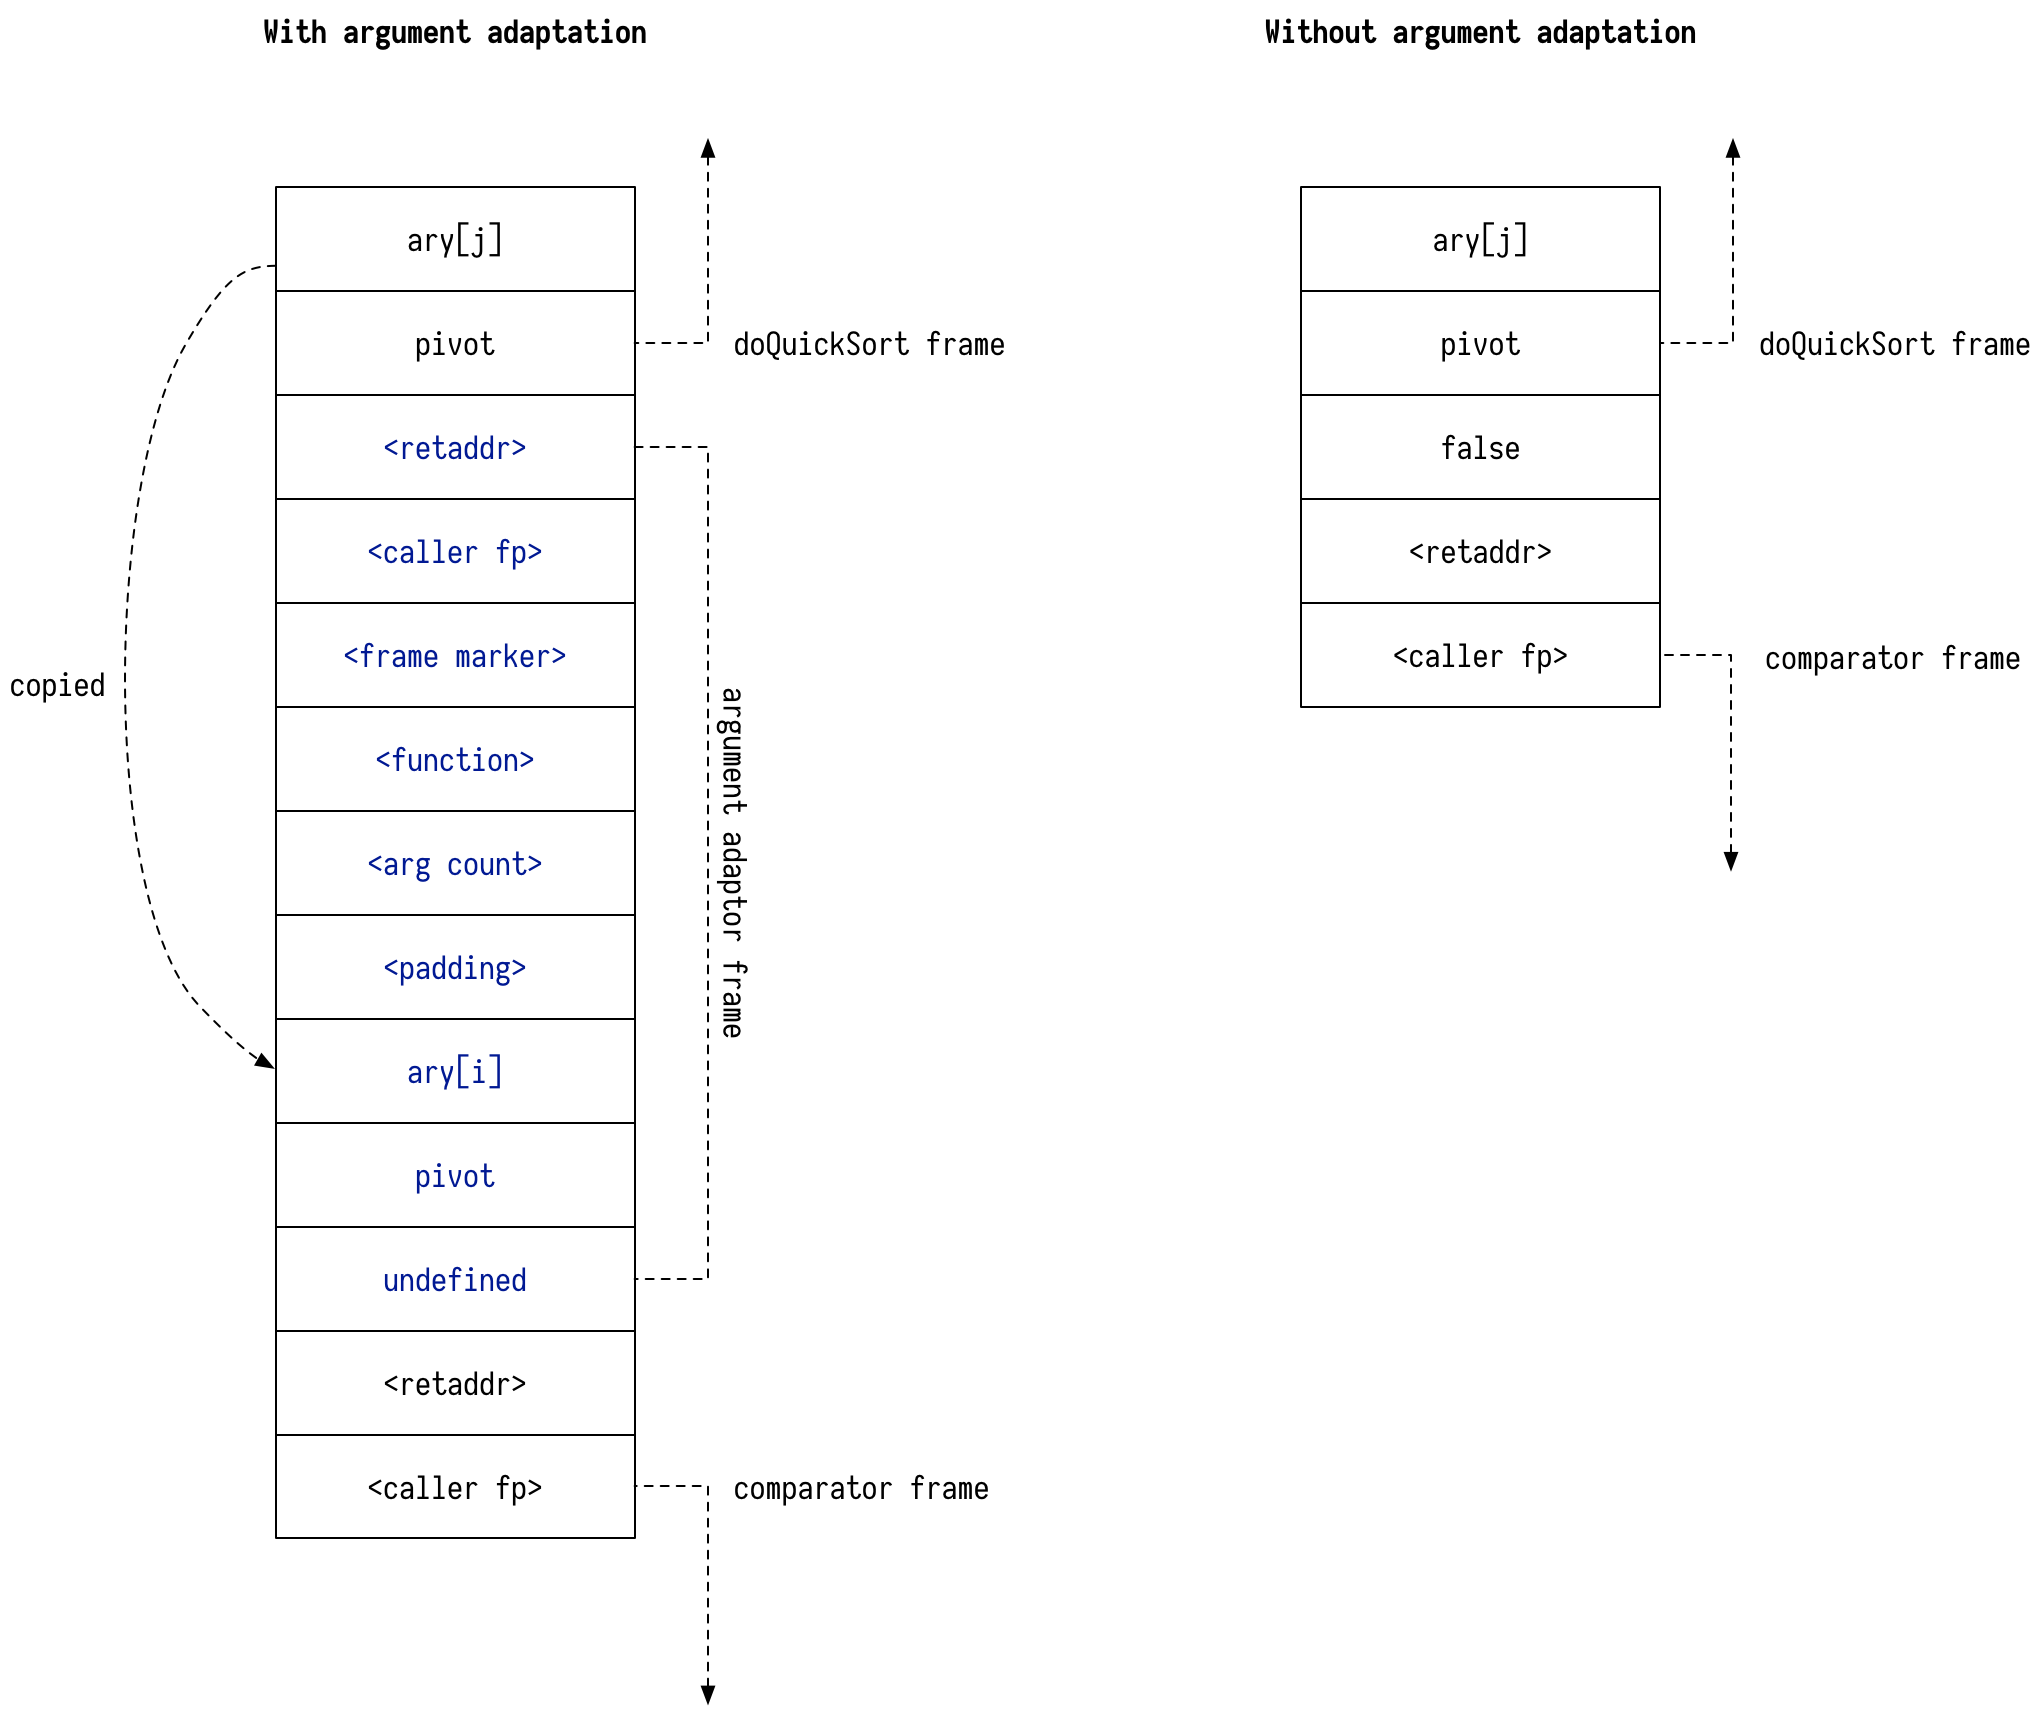 With argument adaptation
ary[j]
pivot
doQuickSort frame
<retaddr>
<caller fp>
<frame marker>
copied
<function>
<arg count>
argument adaptor frame
<padding>
ary[i]
pivot
undefined
<retaddr>
<caller fp>
comparator frame
Without argument adaptation
ary[j]
pivot
doQuickSort frame
false
<retaddr>
<caller fp>
comparator frame